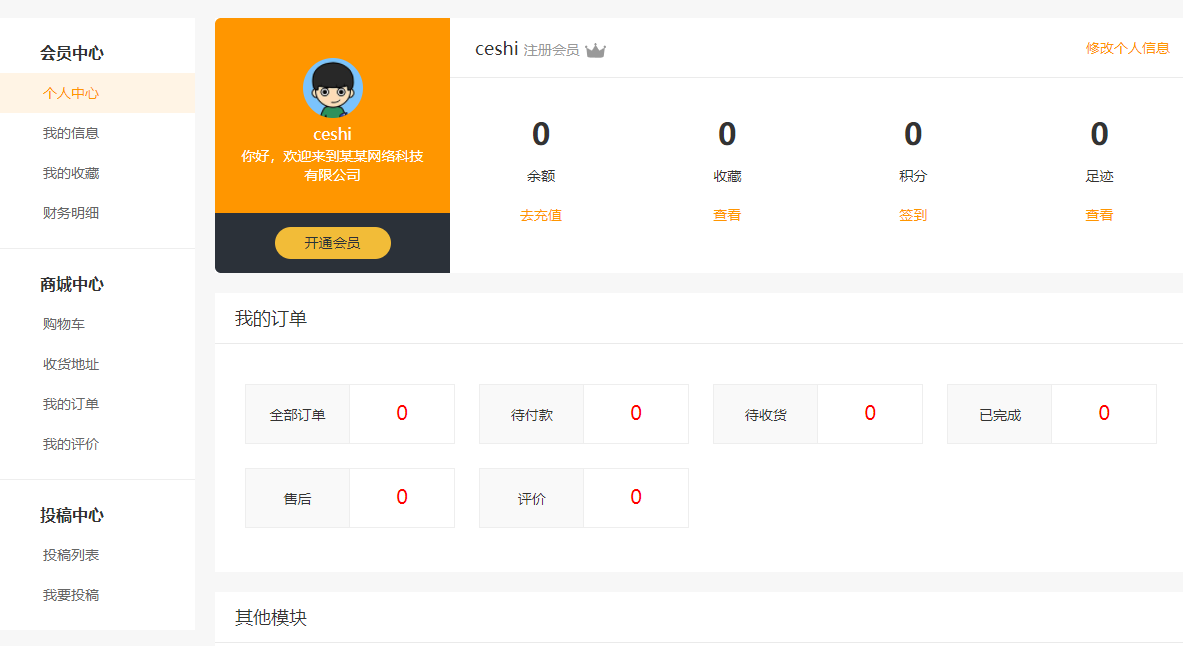 会员中心
个人中心
我的信息
我的收藏
财务明细
商城中心
购物车
收货地址
我的订单
我的评价
投稿中心
投稿列表
我要投稿
ceshi
你好，欢迎来到某某网络科技
有限公司
开通会员
ceshi 注册会员
修改个人信息
0 0 0 0
余额 收藏 积分 足迹
去充值 查看 签到 查看
我的订单
全部订单 0 待付款 0 待收货 0 已完成 0
售后 0 评价 0
其他模块